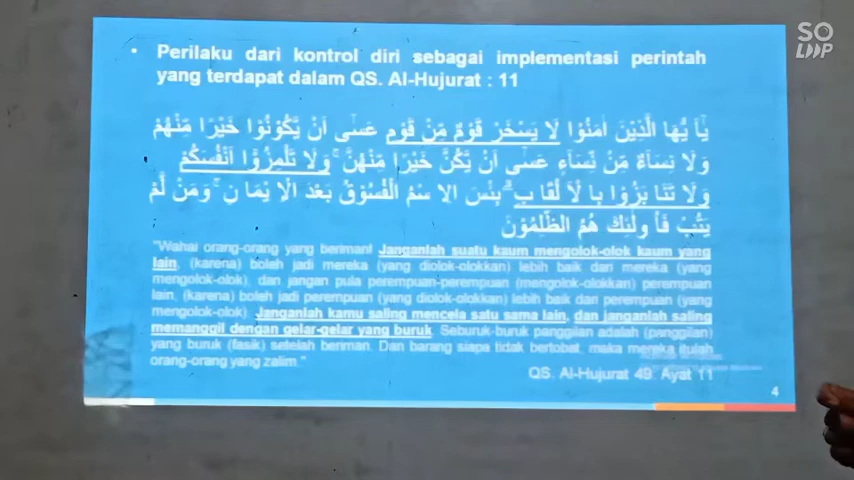 SO
LOOP
• Perilaku dari kontrol diri sebagai implementasi perintah
yang terdapat dalam QS. Al-Hujurat : 11
يٰۤاَ يُّهَا الَّذِيْنَ اٰمَنُوْا لَا يَسْخَرْ قَوْمٌ مِّنْ قَوْمٍ عَسٰۤى اَنْ يَّكُوْنُوْا خَيْرًا مِّنْهُمْ
وَلَا نِسَآءٌ مِّنْ نِّسَآءٍ عَسٰۤى اَنْ يَّكُنَّ خَيْرًا مِّنْهُنَّ ۚ وَلَا تَلْمِزُوْۤا اَنْفُسَكُمْ
وَلَا تَنَا بَزُوْا بِا لْاَ لْقَا بِ ۗ بِئْسَ الِا سْمُ الْفُسُوْقُ بَعْدَ الْاِ يْمَا نِ ۚ وَمَنْ لَّمْ
يَتُبْ فَاُ ولٰٓئِكَ هُمُ الظّٰلِمُوْنَ
"Wahai orang-orang yang beriman! Janganlah suatu kaum mengolok-olok kaum yang
lain, (karena) boleh jadi mereka (yang diolok-olokkan) lebih baik dari mereka (yang
mengolok-olok), dan jangan pula perempuan-perempuan (mengolok-olokkan) perempuan
lain, (karena) boleh jadi perempuan (yang diolok-olokkan) lebih baik dari perempuan (yang
mengolok-olok). Janganlah kamu saling mencela satu sama lain, dan janganlah saling
memanggil dengan gelar-gelar yang buruk. Seburuk-buruk panggilan adalah (panggilan)
yang buruk (fasik) setelah beriman. Dan barang siapa tidak bertobat, maka mereka itulah
orang-orang yang zalim."
QS. Al-Hujurat 49: Ayat 11
4